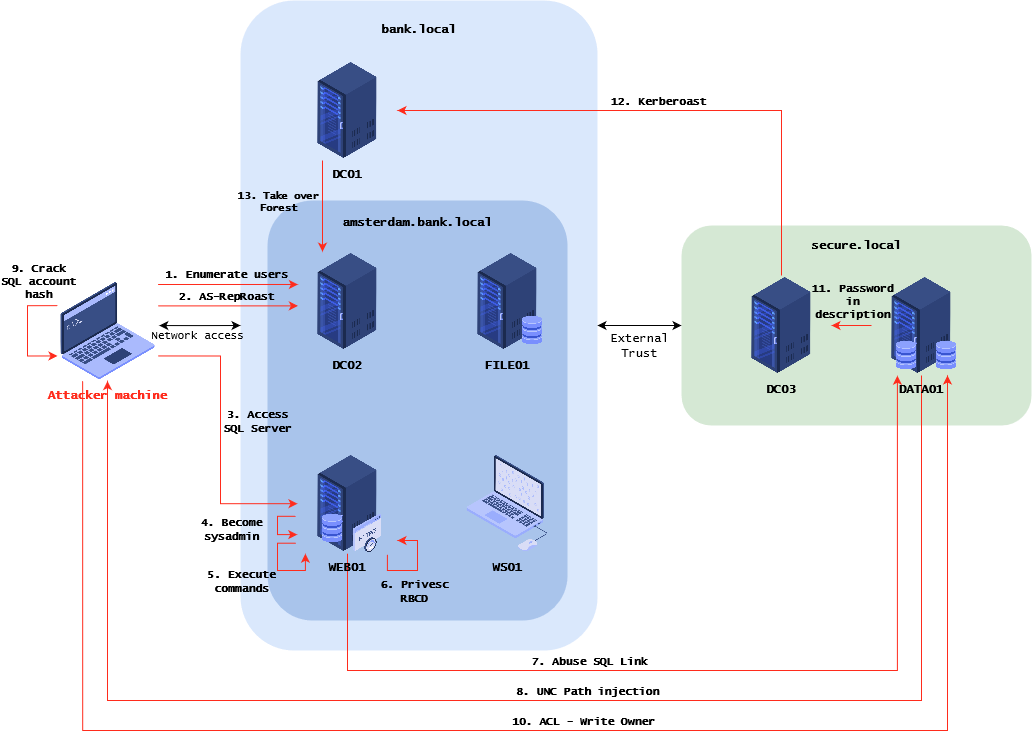 bank.local
DC01
12. Kerberoast
13. Take over
Forest
amsterdam.bank.local
secure.local
9. Crack
SQL account
hash
1. Enumerate users
2. AS-RepRoast
Network access
Attacker machine
DC02
FILE01
External
Trust
11. Password
in
description
DC03
DATA01
3. Access
SQL Server
4. Become
sysadmin
5. Execute
commands
WEB01
6. Privesc
RBCD
WS01
7. Abuse SQL Link
8. UNC Path injection
10. ACL - Write Owner